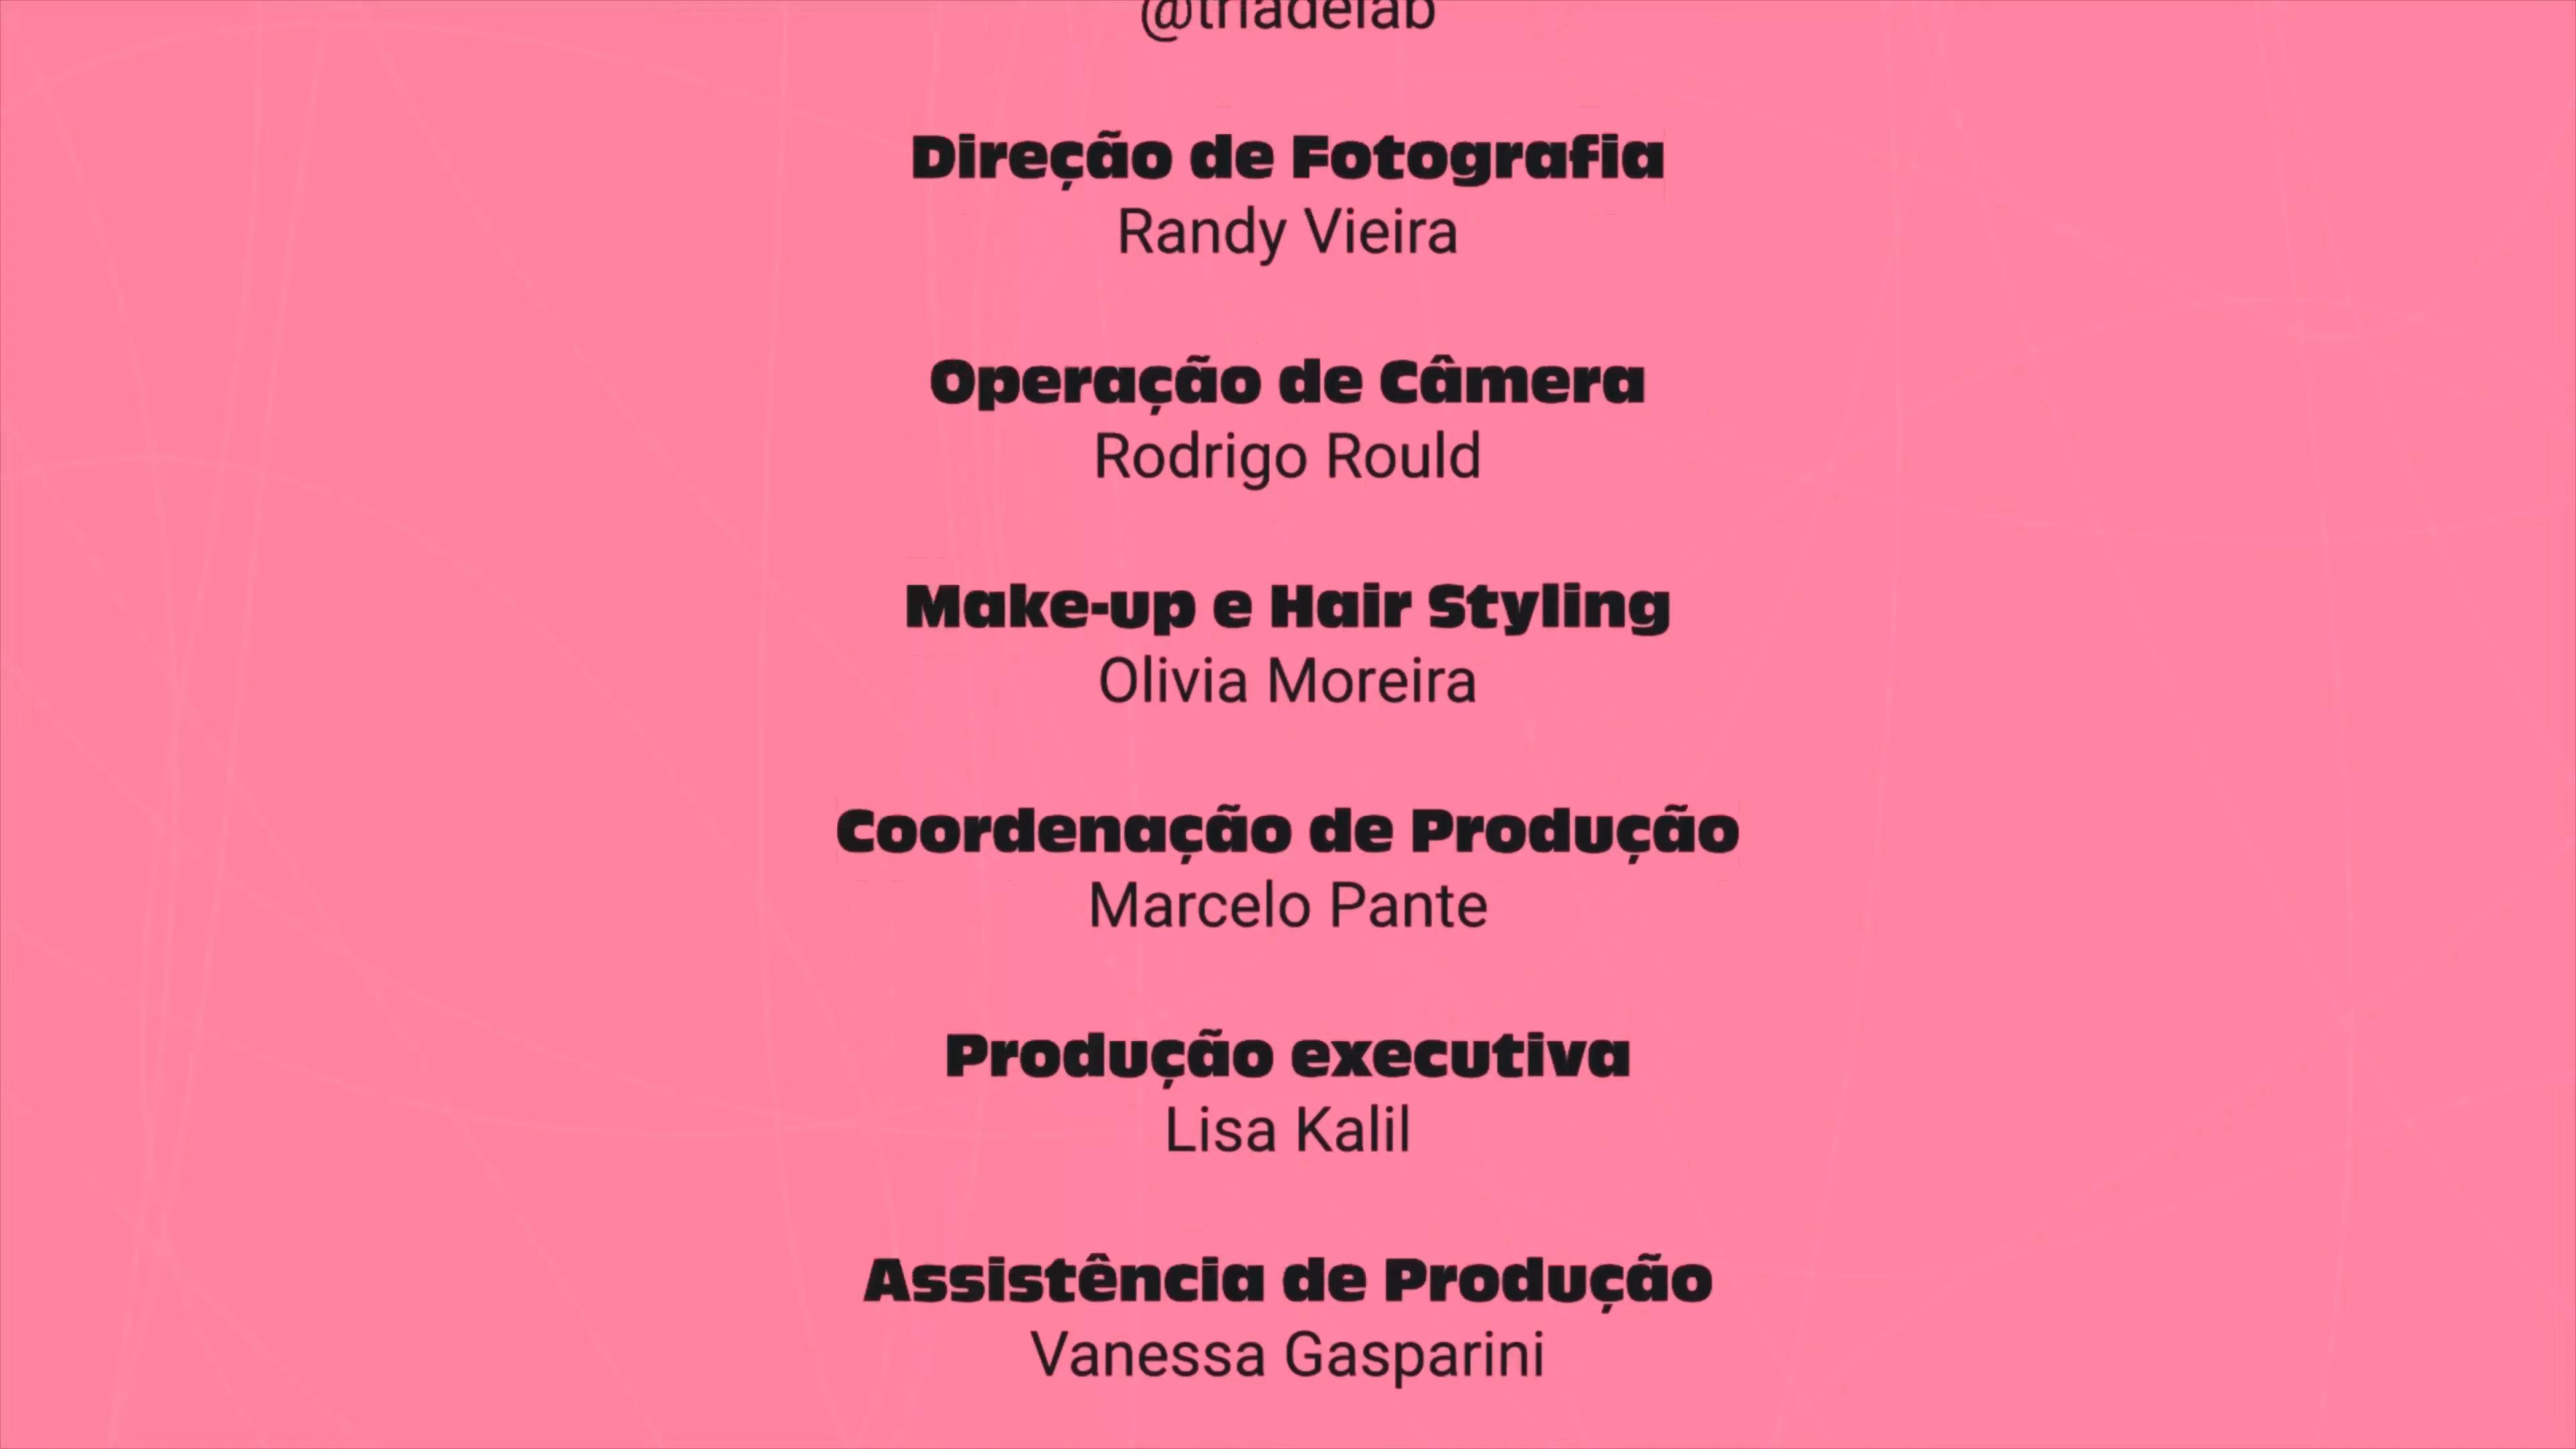 @triadelab
Direção de Fotografia
Randy Vieira
Operação de Câmera
Rodrigo Rould
Make-up e Hair Styling
Olivia Moreira
Coordenação de Produção
Marcelo Pante
Produção executiva
Lisa Kalil
Assistência de Produção
Vanessa Gasparini